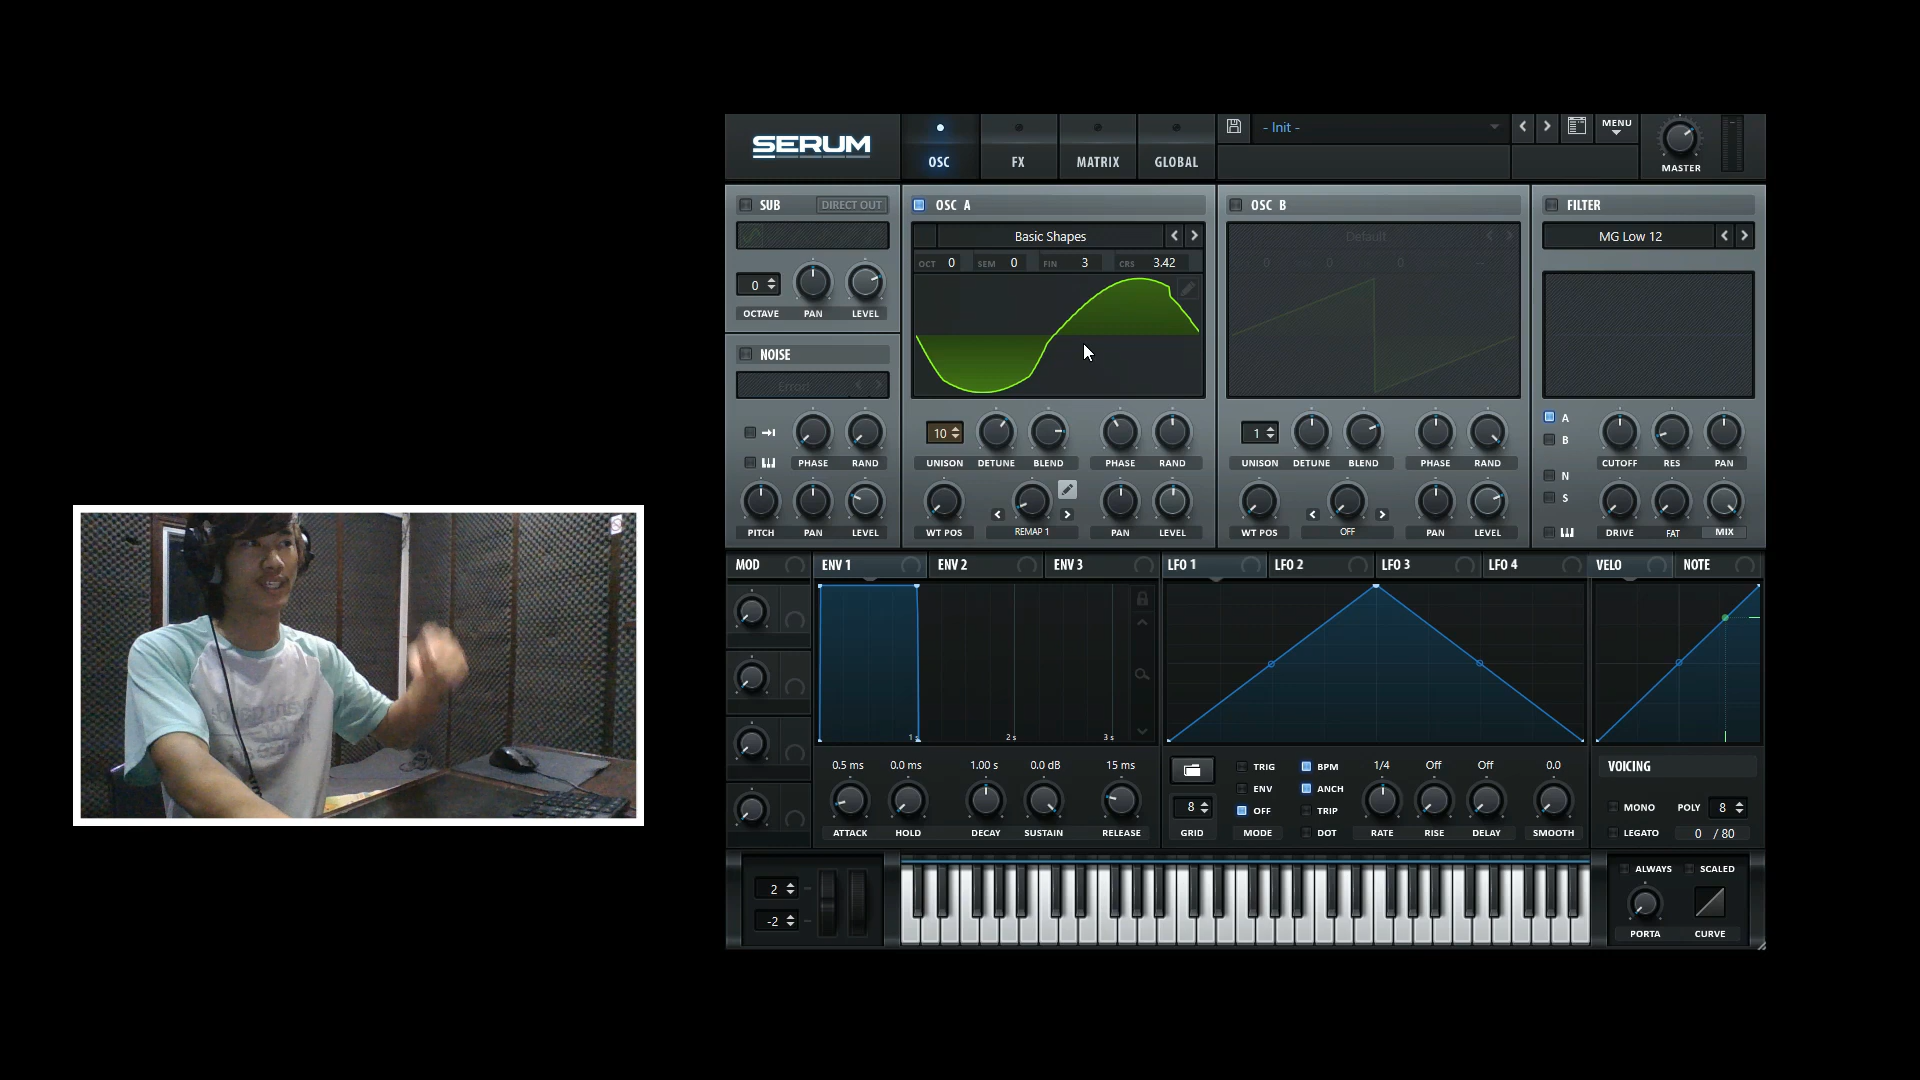 SERUM
OSC
FX
MATRIX
GLOBAL
- Init -
MENU
MASTER
SUB
DIRECT OUT
0
OCTAVE
PAN
LEVEL
NOISE
Error!
PHASE
RAND
PITCH
PAN
LEVEL
OSC A
Basic Shapes
OCT 0 SEM 0 FIN 3 CRS 3.42
10
UNISON
DETUNE
BLEND
PHASE
RAND
WT POS
REMAP 1
PAN
LEVEL
OSC B
Default
0 0 0 --
1
UNISON
DETUNE
BLEND
PHASE
RAND
WT POS
OFF
PAN
LEVEL
FILTER
MG Low 12
A
B
N
S
CUTOFF
RES
PAN
DRIVE
FAT
MIX
MOD
ENV 1
ENV 2
ENV 3
LFO 1
LFO 2
LFO 3
LFO 4
VELO
NOTE
1 s
2 s
3 s
0.5 ms
0.0 ms
1.00 s
0.0 dB
15 ms
ATTACK
HOLD
DECAY
SUSTAIN
RELEASE
8
GRID
TRIG
ENV
OFF
MODE
BPM
ANCH
TRIP
DOT
1/4
Off
Off
0.0
RATE
RISE
DELAY
SMOOTH
VOICING
MONO
POLY
8
LEGATO
0 / 80
2
-2
ALWAYS
SCALED
PORTA
CURVE